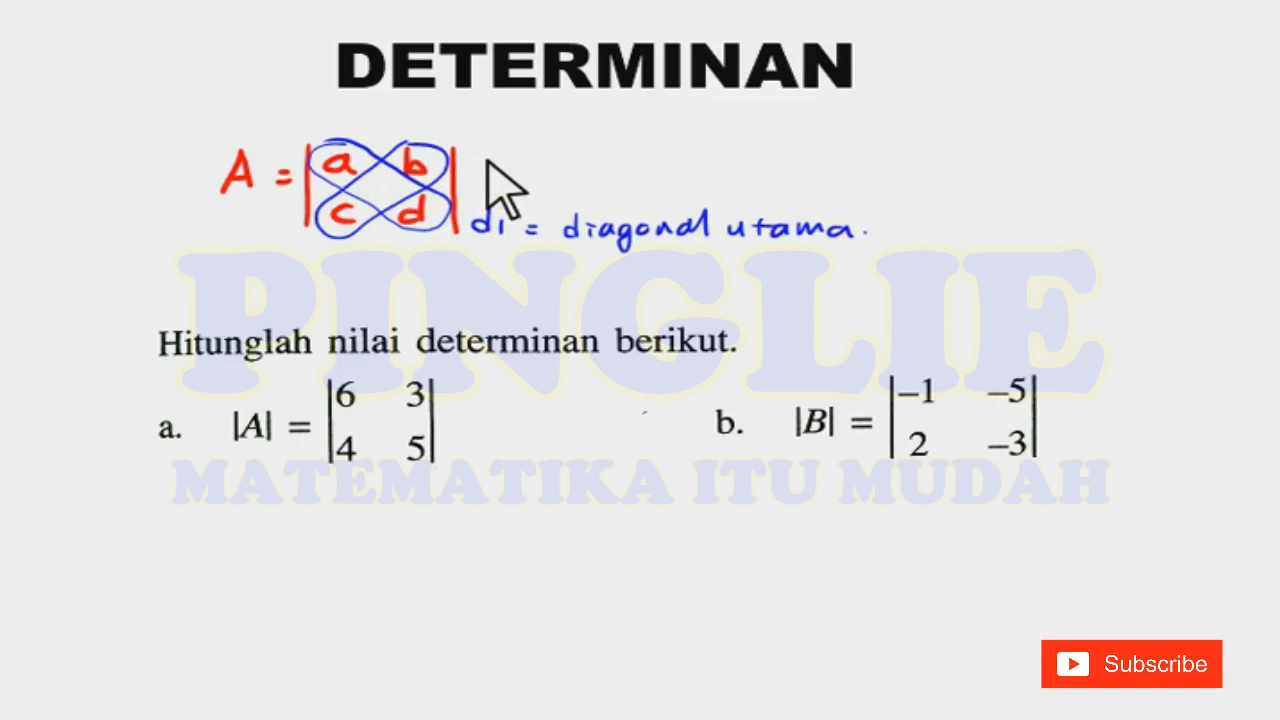 DETERMINAN
A = |a b|
|c d|
d1 = diagonal utama.
PINGLIE
Hitunglah nilai determinan berikut.
a. |A| = |6 3|
|4 5|
b. |B| = |–1 –5|
|2 –3|
MATEMATIKA ITU MUDAH
Subscribe